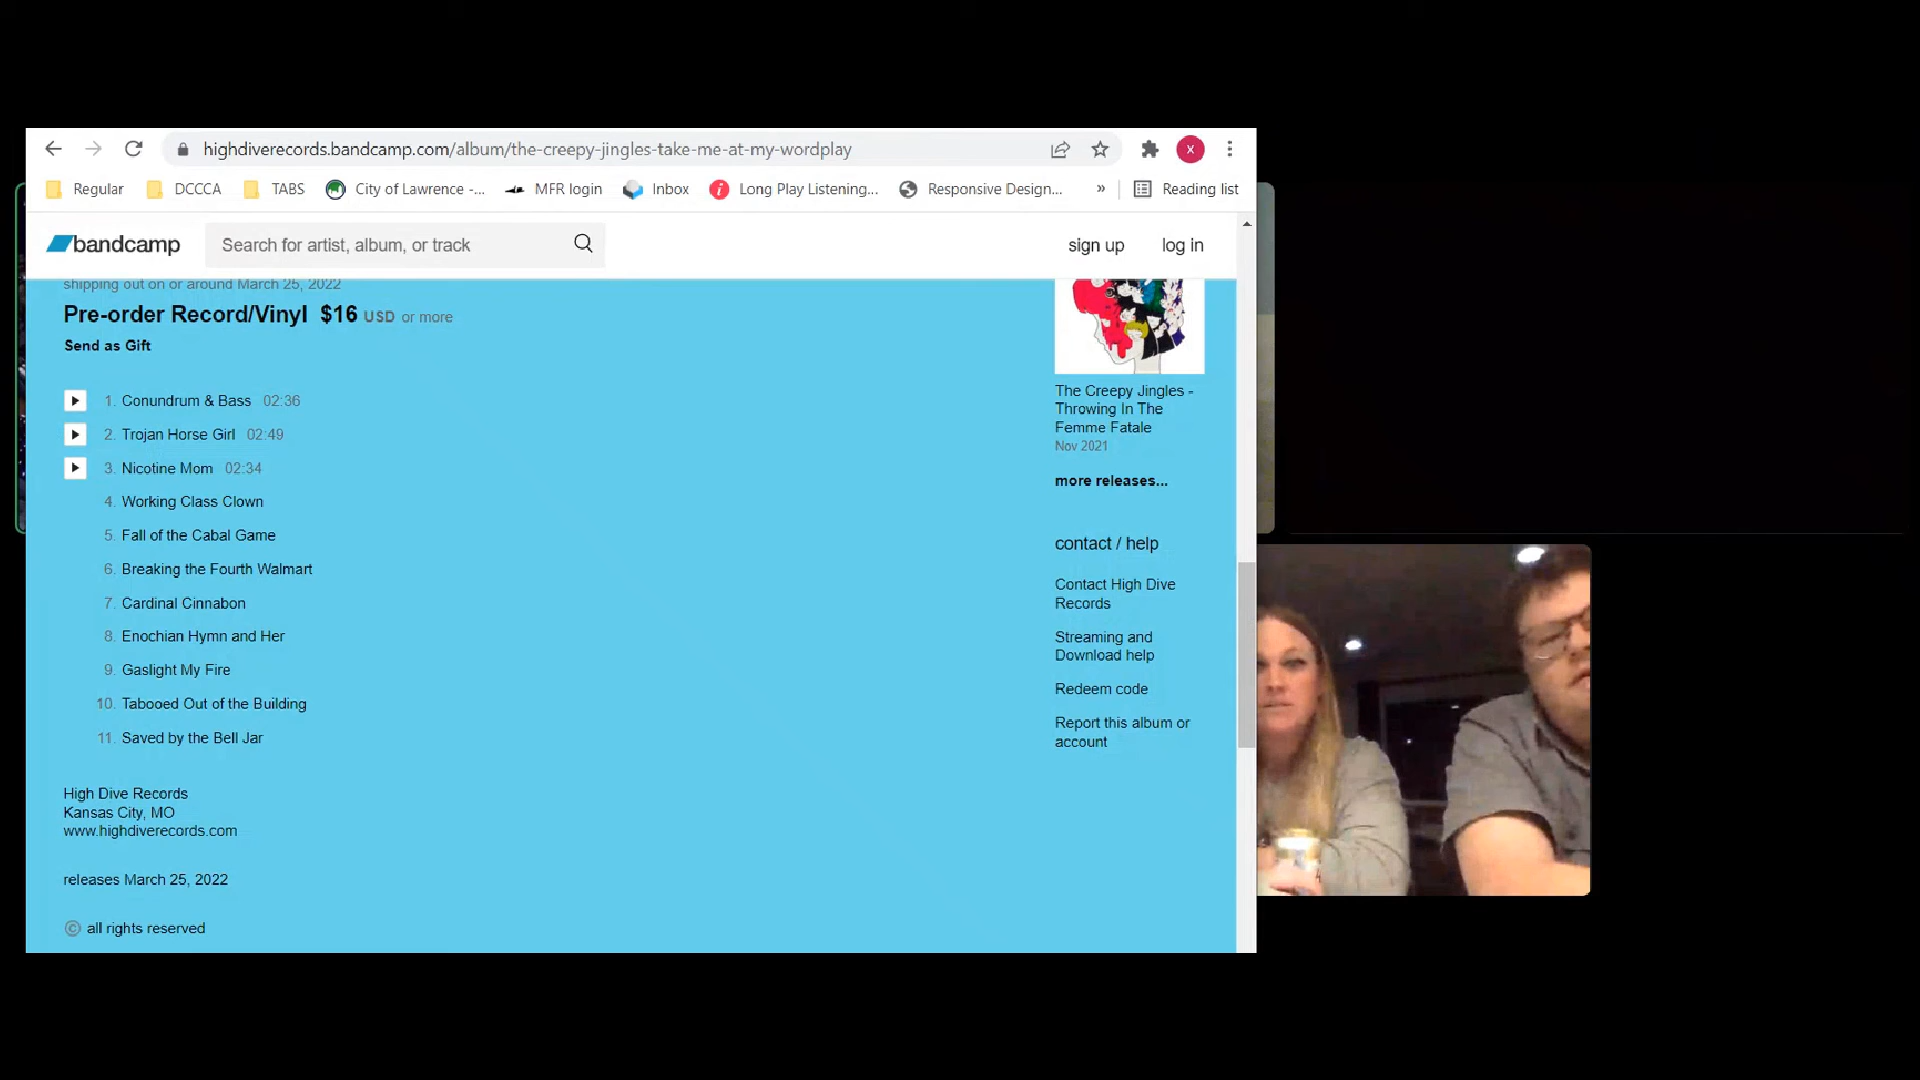 highdiverecords.bandcamp.com/album/the-creepy-jingles-take-me-at-my-wordplay
X
Regular
DCCCA
TABS
City of Lawrence -...
MFR login
Inbox
Long Play Listening...
Responsive Design...
»
Reading list
bandcamp
Search for artist, album, or track
sign up
log in
shipping out on or around March 25, 2022
Pre-order Record/Vinyl $16 USD or more
Send as Gift
1. Conundrum & Bass 02:36
2. Trojan Horse Girl 02:49
3. Nicotine Mom 02:34
4. Working Class Clown
5. Fall of the Cabal Game
6. Breaking the Fourth Walmart
7. Cardinal Cinnabon
8. Enochian Hymn and Her
9. Gaslight My Fire
10. Tabooed Out of the Building
11. Saved by the Bell Jar
High Dive Records
Kansas City, MO
www.highdiverecords.com
releases March 25, 2022
© all rights reserved
The Creepy Jingles -
Throwing In The
Femme Fatale
Nov 2021
more releases...
contact / help
Contact High Dive
Records
Streaming and
Download help
Redeem code
Report this album or
account